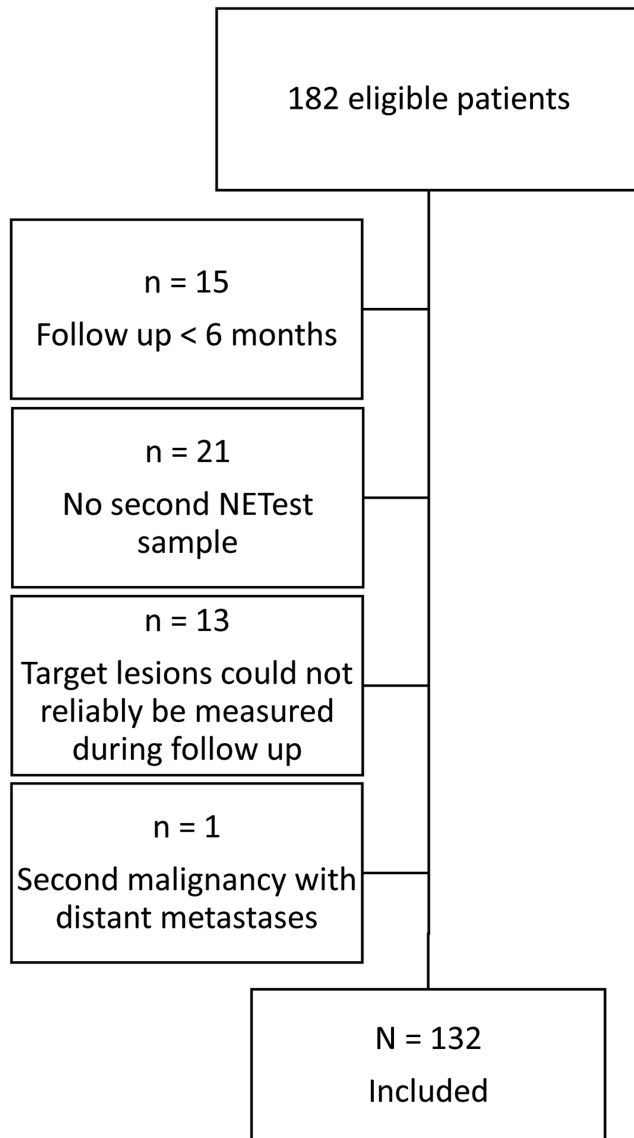 182 eligible patients
n = 15
Follow up < 6 months
n = 21
No second NETest
sample
n = 13
Target lesions could not
reliably be measured
during follow up
n = 1
Second malignancy with
distant metastases
N = 132
Included